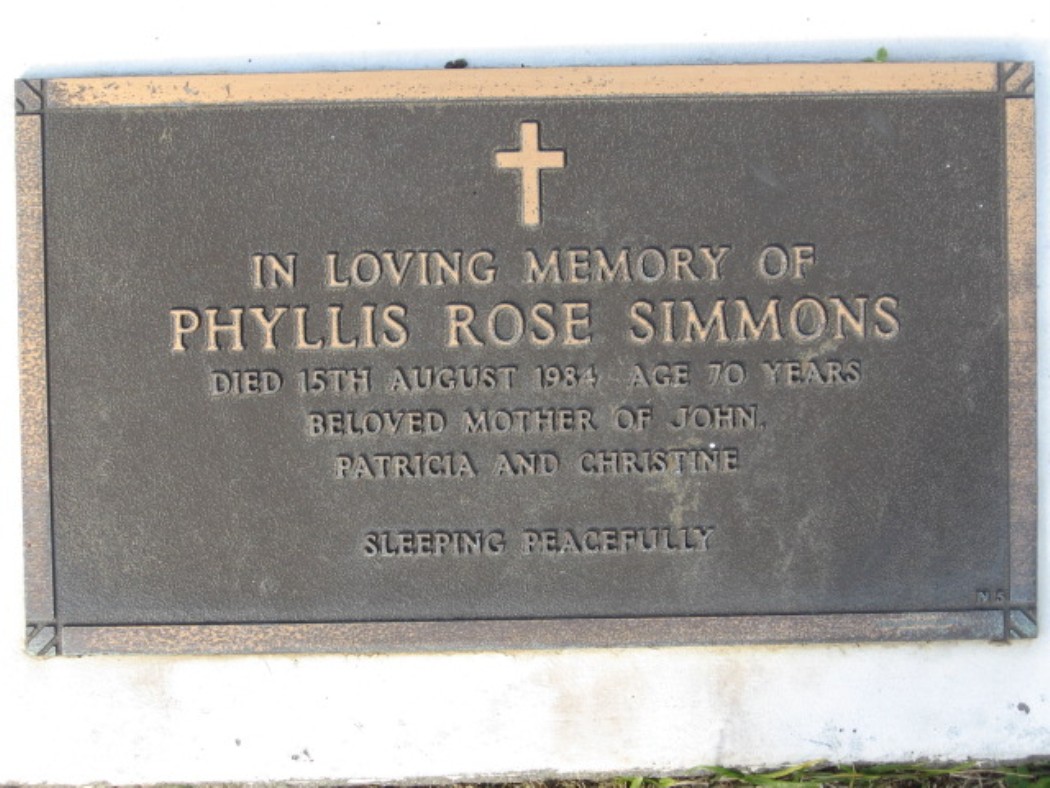 IN LOVING MEMORY OF
PHYLLIS ROSE SIMMONS
DIED 15TH AUGUST 1984 AGE 70 YEARS
BELOVED MOTHER OF JOHN,
PATRICIA AND CHRISTINE
SLEEPING PEACEFULLY